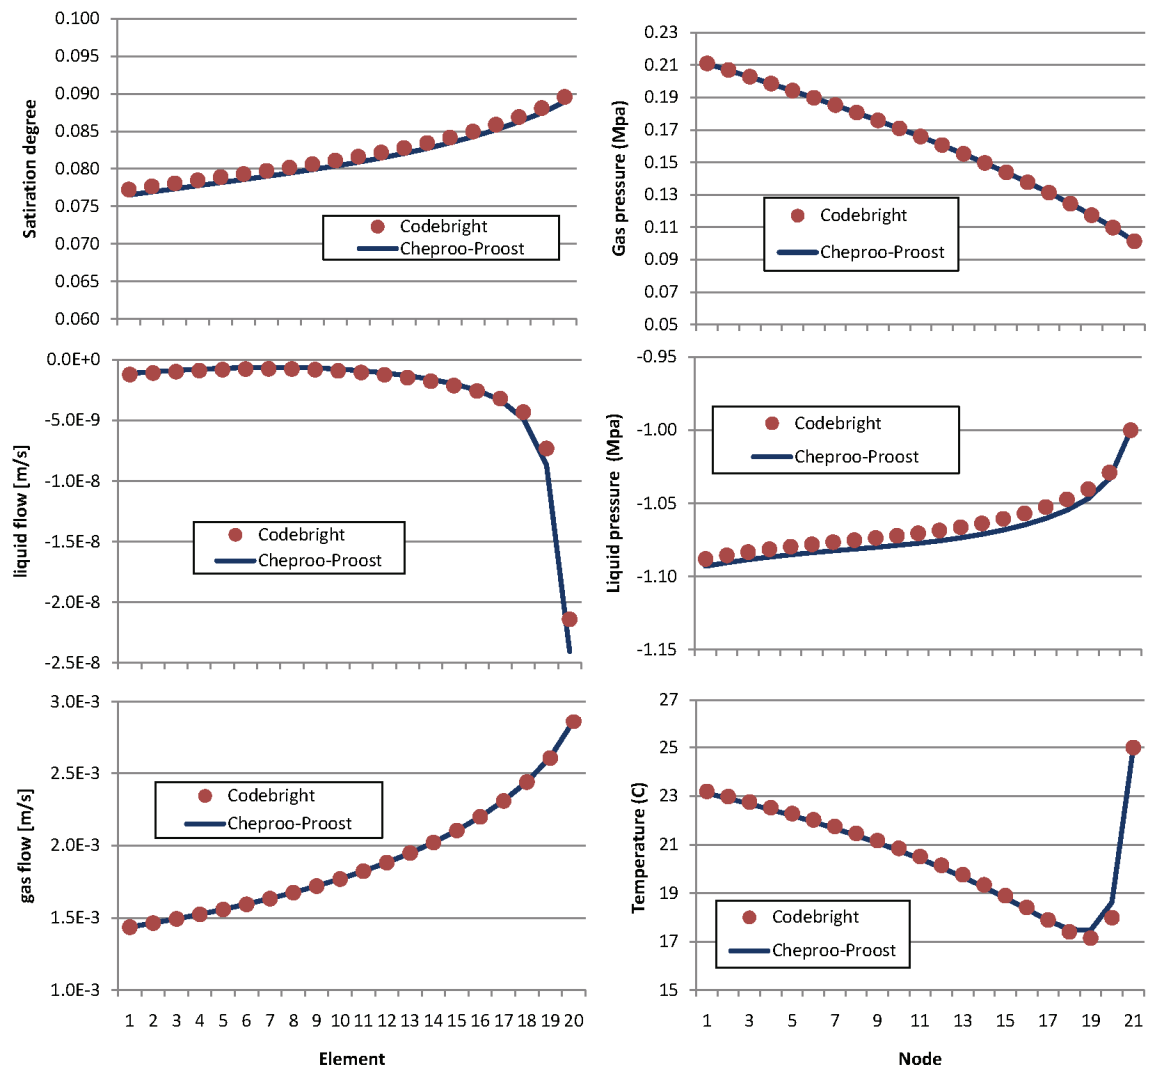 0.100
0.095
0.090
0.085
0.080
0.075
0.070
0.065
0.060
Satiration degree
Codebright
Cheproo-Proost
0.23
0.21
0.19
0.17
0.15
0.13
0.11
0.09
0.07
0.05
Gas pressure (Mpa)
Codebright
Cheproo-Proost
0.0E+0
-5.0E-9
-1.0E-8
-1.5E-8
-2.0E-8
-2.5E-8
liquid flow [m/s]
Codebright
Cheproo-Proost
-0.95
-1.00
-1.05
-1.10
-1.15
Liquid pressure (Mpa)
Codebright
Cheproo-Proost
3.0E-3
2.5E-3
2.0E-3
1.5E-3
1.0E-3
gas flow [m/s]
Codebright
Cheproo-Proost
1 2 3 4 5 6 7 8 9 10 11 12 13 14 15 16 17 18 19 20
Element
27
25
23
21
19
17
15
Temperature (C)
Codebright
Cheproo-Proost
1 3 5 7 9 11 13 15 17 19 21
Node